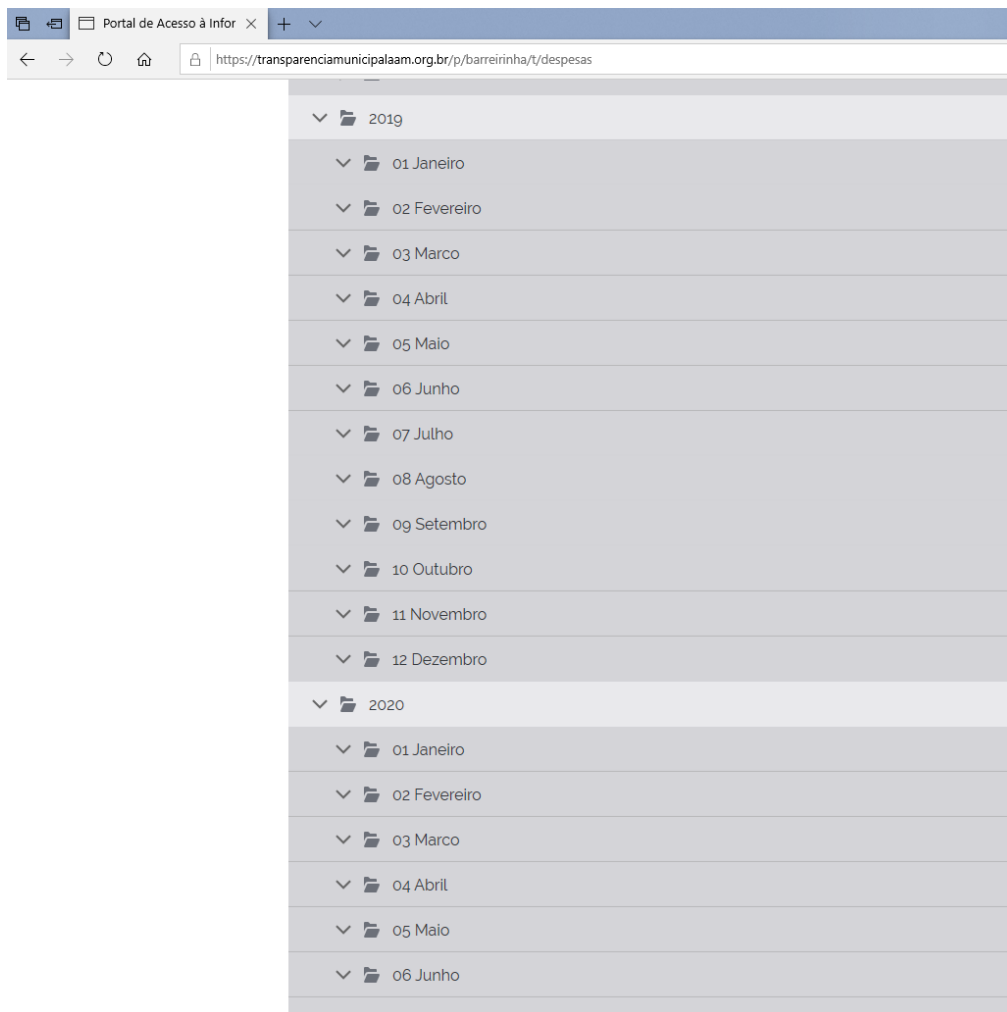 Portal de Acesso à Infor
https://transparenciamunicipalaam.org.br/p/barreirinha/t/despesas
2019
01 Janeiro
02 Fevereiro
03 Marco
04 Abril
05 Maio
06 Junho
07 Julho
08 Agosto
09 Setembro
10 Outubro
11 Novembro
12 Dezembro
2020
01 Janeiro
02 Fevereiro
03 Marco
04 Abril
05 Maio
06 Junho